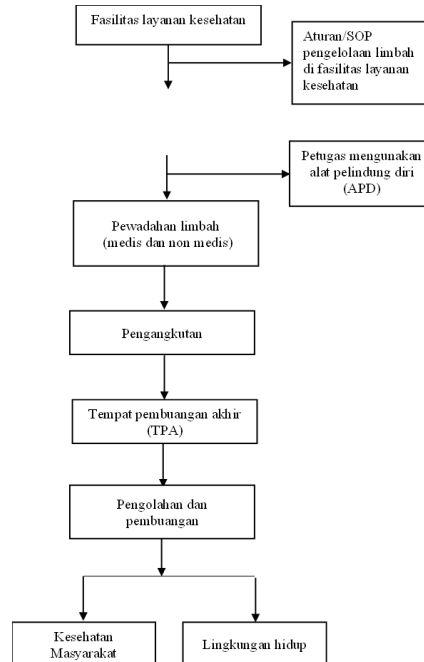 Fasilitas layanan kesehatan
Aturan/SOP
pengelolaan limbah
di fasilitas layanan
kesehatan
Petugas mengunakan
alat pelindung diri
(APD)
Pewadahan limbah
(medis dan non medis)
Pengangkutan
Tempat pembuangan akhir
(TPA)
Pengolahan dan
pembuangan
Kesehatan
Masyarakat
Lingkungan hidup